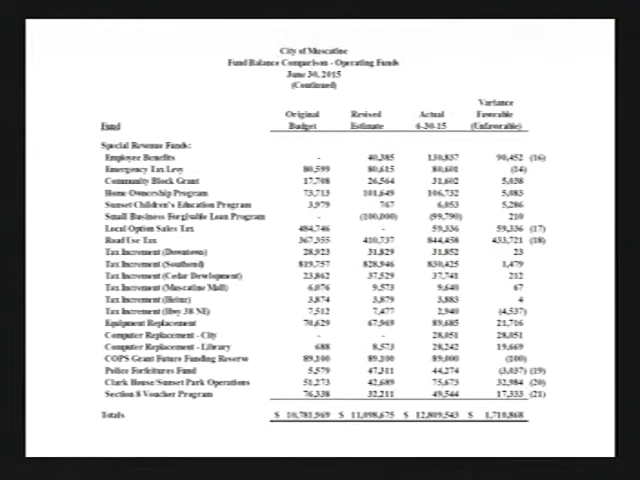 City of Muscatine
Fund Balance Comparison - Operating Funds
June 30, 2015
(Continued)
Variance
Original Revised Actual Favorable
Fund Budget Estimate 6-30-15 (Unfavorable)
Special Revenue Funds:
Employee Benefits - 40,385 130,837 90,452 (16)
Emergency Tax Levy 80,599 80,615 80,601 (14)
Community Block Grant 17,708 26,564 31,602 5,038
Home Ownership Program 73,713 101,649 106,732 5,083
Sunset Children's Education Program 3,979 767 6,053 5,286
Small Business Forgivable Loan Program - (100,000) (99,790) 210
Local Option Sales Tax 484,746 - 59,336 59,336 (17)
Road Use Tax 367,355 410,737 844,458 433,721 (18)
Tax Increment (Downtown) 28,923 31,829 31,852 23
Tax Increment (Southend) 819,757 828,946 830,425 1,479
Tax Increment (Cedar Development) 23,862 37,529 37,741 212
Tax Increment (Muscatine Mall) 6,076 9,573 9,640 67
Tax Increment (Heinz) 3,874 3,879 3,883 4
Tax Increment (Hwy 38 NE) 7,512 7,477 2,940 (4,537)
Equipment Replacement 70,629 67,969 89,685 21,716
Computer Replacement - City - - 28,051 28,051
Computer Replacement - Library 688 8,573 28,242 19,669
COPS Grant Future Funding Reserve 89,100 89,100 89,000 (100)
Police Forfeitures Fund 5,579 47,311 44,274 (3,037) (19)
Clark House/Sunset Park Operations 51,273 42,689 75,673 32,984 (20)
Section 8 Voucher Program 76,338 32,211 49,544 17,333 (21)
Totals $ 10,781,969 $ 11,098,675 $ 12,809,543 $ 1,710,868